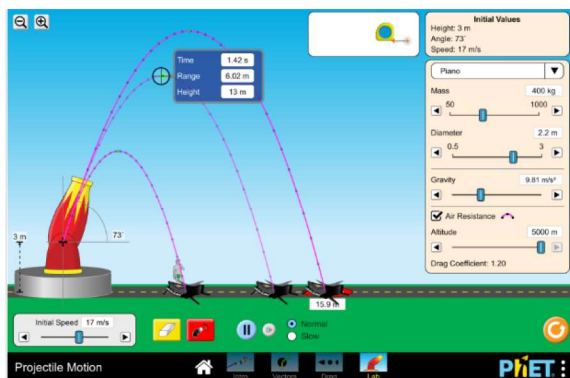 Initial Values
Height: 3 m
Angle: 73°
Speed: 17 m/s
Time 1.42 s
Range 6.02 m
Height 13 m
Piano
Mass 400 kg
50 1000
Diameter 2.2 m
0.5 3
Gravity 9.81 m/s²
Air Resistance
Altitude 5000 m
Drag Coefficient: 1.20
3 m
73°
15.9 m
Initial Speed 17 m/s
Normal
Slow
Projectile Motion
Intro
Vectors
Drag
Lab
PhET